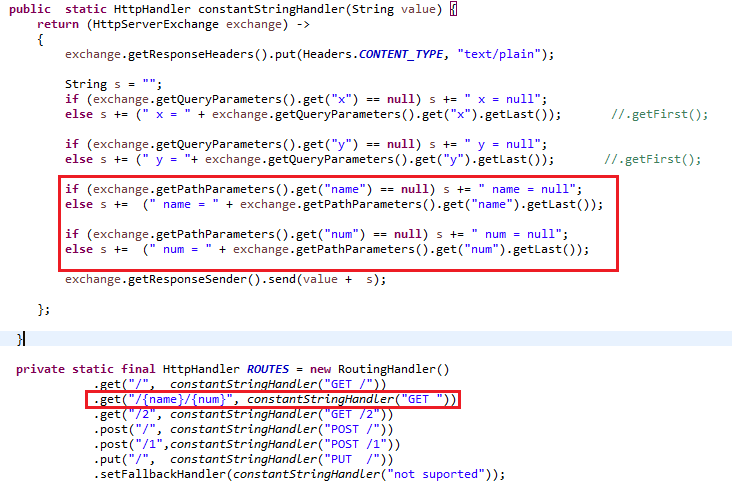 public  static HttpHandler constantStringHandler(String value) {
return (HttpServerExchange exchange) ->
{
exchange.getResponseHeaders().put(Headers.CONTENT_TYPE, "text/plain");
String s = "";
if (exchange.getQueryParameters().get("x") == null) s += " x = null";
else s += (" x = " + exchange.getQueryParameters().get("x").getLast());       //.getFirst();
if (exchange.getQueryParameters().get("y") == null) s += " y = null";
else s += (" y = "+ exchange.getQueryParameters().get("y").getLast());       //.getFirst();
if (exchange.getPathParameters().get("name") == null) s += " name = null";
else s +=  (" name = " + exchange.getPathParameters().get("name").getLast());
if (exchange.getPathParameters().get("num") == null) s += " num = null";
else s +=  (" num = " + exchange.getPathParameters().get("num").getLast());
exchange.getResponseSender().send(value +  s);
};
}
private static final HttpHandler ROUTES = new RoutingHandler()
.get("/",  constantStringHandler("GET /"))
.get("/{name}/{num}", constantStringHandler("GET "))
.get("/2", constantStringHandler("GET /2"))
.post("/", constantStringHandler("POST /"))
.post("/1",constantStringHandler("POST /1"))
.put("/",  constantStringHandler("PUT  /"))
.setFallbackHandler(constantStringHandler("not suported"));